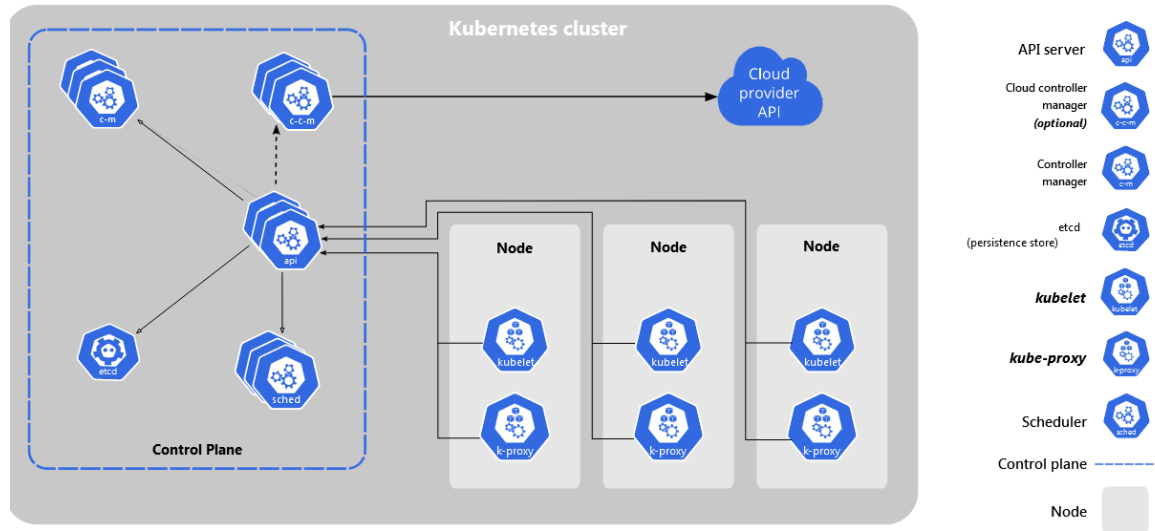 Kubernetes cluster
c-m
c-c-m
Cloud
provider
API
api
etcd
sched
Control Plane
Node
kubelet
k-proxy
Node
kubelet
k-proxy
Node
kubelet
k-proxy
API server
api
Cloud controller
manager
(optional)
c-c-m
Controller
manager
c-m
etcd
(persistence store)
etcd
kubelet
kubelet
kube-proxy
k-proxy
Scheduler
sched
Control plane
Node